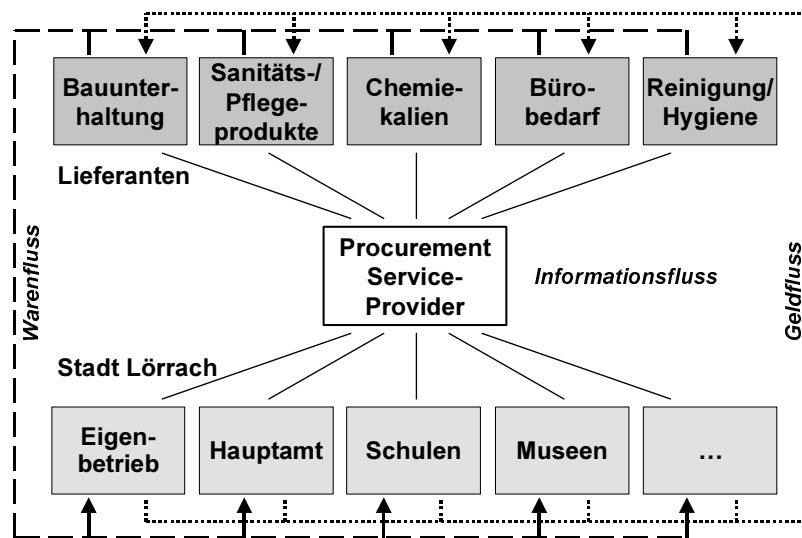 Bauunter-
haltung
Sanitäts-/
Pflege-
produkte
Chemie-
kalien
Büro-
bedarf
Reinigung/
Hygiene
Lieferanten
Warenfluss
Procurement
Service-
Provider
Informationsfluss
Geldfluss
Stadt Lörrach
Eigen-
betrieb
Hauptamt
Schulen
Museen
...